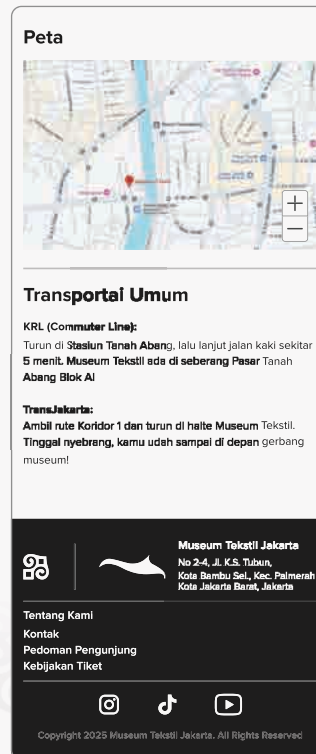 Peta
+
−
Transportai Umum
KRL (Commuter Line):
Turun di Stasiun Tanah Abang, lalu lanjut jalan kaki sekitar
5 menit. Museum Tekstil ada di seberang Pasar Tanah
Abang Blok AI
TransJakarta:
Ambil rute Koridor 1 dan turun di halte Museum Tekstil.
Tinggal nyebrang, kamu udah sampai di depan gerbang
museum!
Museum Tekstil Jakarta
No 2-4, Jl. K.S. Tubun,
Kota Bambu Sel., Kec. Palmerah
Kota Jakarta Barat, Jakarta
Tentang Kami
Kontak
Pedoman Pengunjung
Kebijakan Tiket
Copyright 2025 Museum Tekstil Jakarta. All Rights Reserved